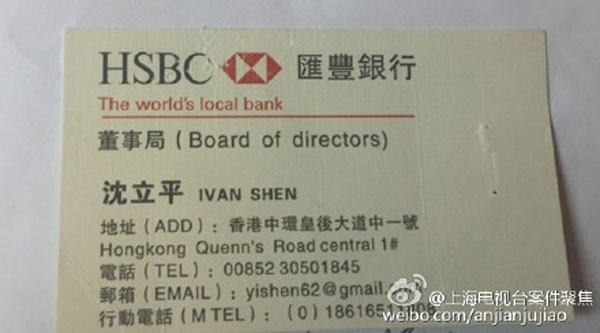 HSBC 匯豐銀行
The world's local bank
董事局 (Board of directors)
沈立平 IVAN SHEN
地址 (ADD): 香港中環皇後大道中一號
Hongkong Quenn's Road central 1#
電話 (TEL): 00852 30501845
郵箱 (EMAIL): yishen62@gmail.com
行動電話 (M TEL): (0) 18616
@上海电视台案件聚焦
weibo.com/anjianjujiao